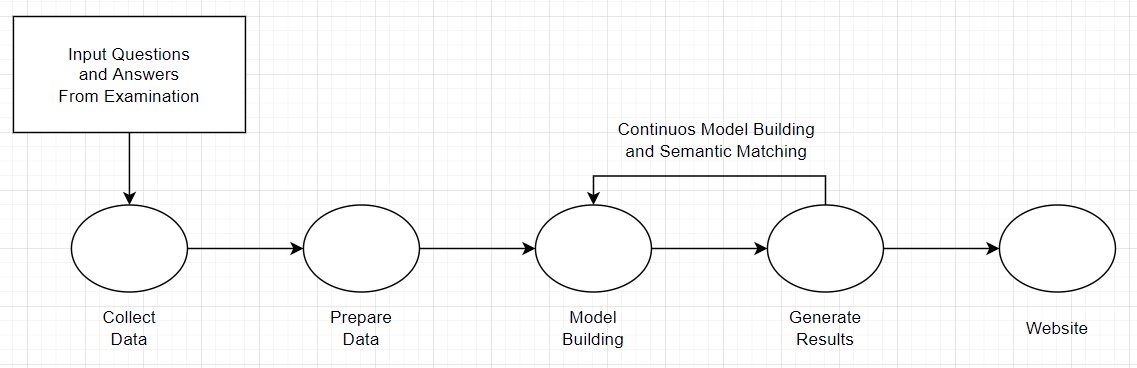 Input Questions
and Answers
From Examination
Continuos Model Building
and Semantic Matching
Collect
Data
Prepare
Data
Model
Building
Generate
Results
Website